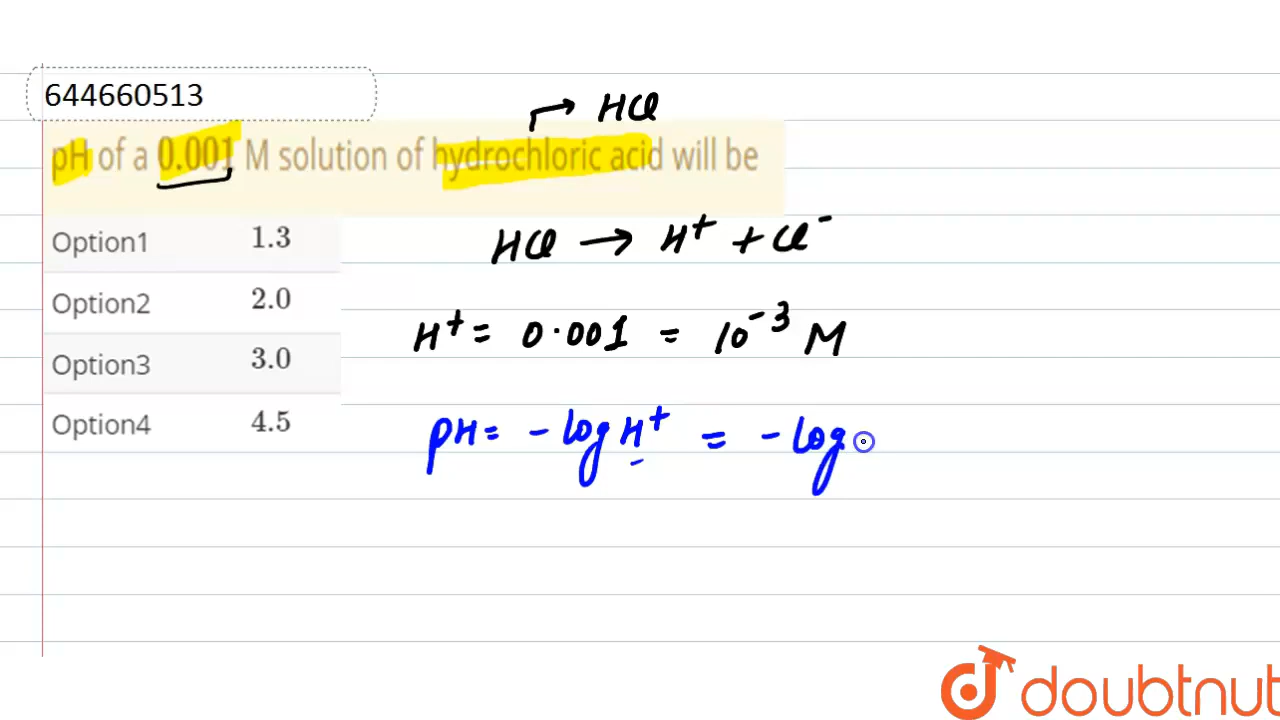 644660513
→ HCl
pH of a 0.001 M solution of hydrochloric acid will be
Option1 1.3
HCl → H⁺ + Cl⁻
Option2 2.0
H⁺ = 0.001 = 10⁻³ M
Option3 3.0
Option4 4.5
pH = - log H⁺ = - log
doubtnut